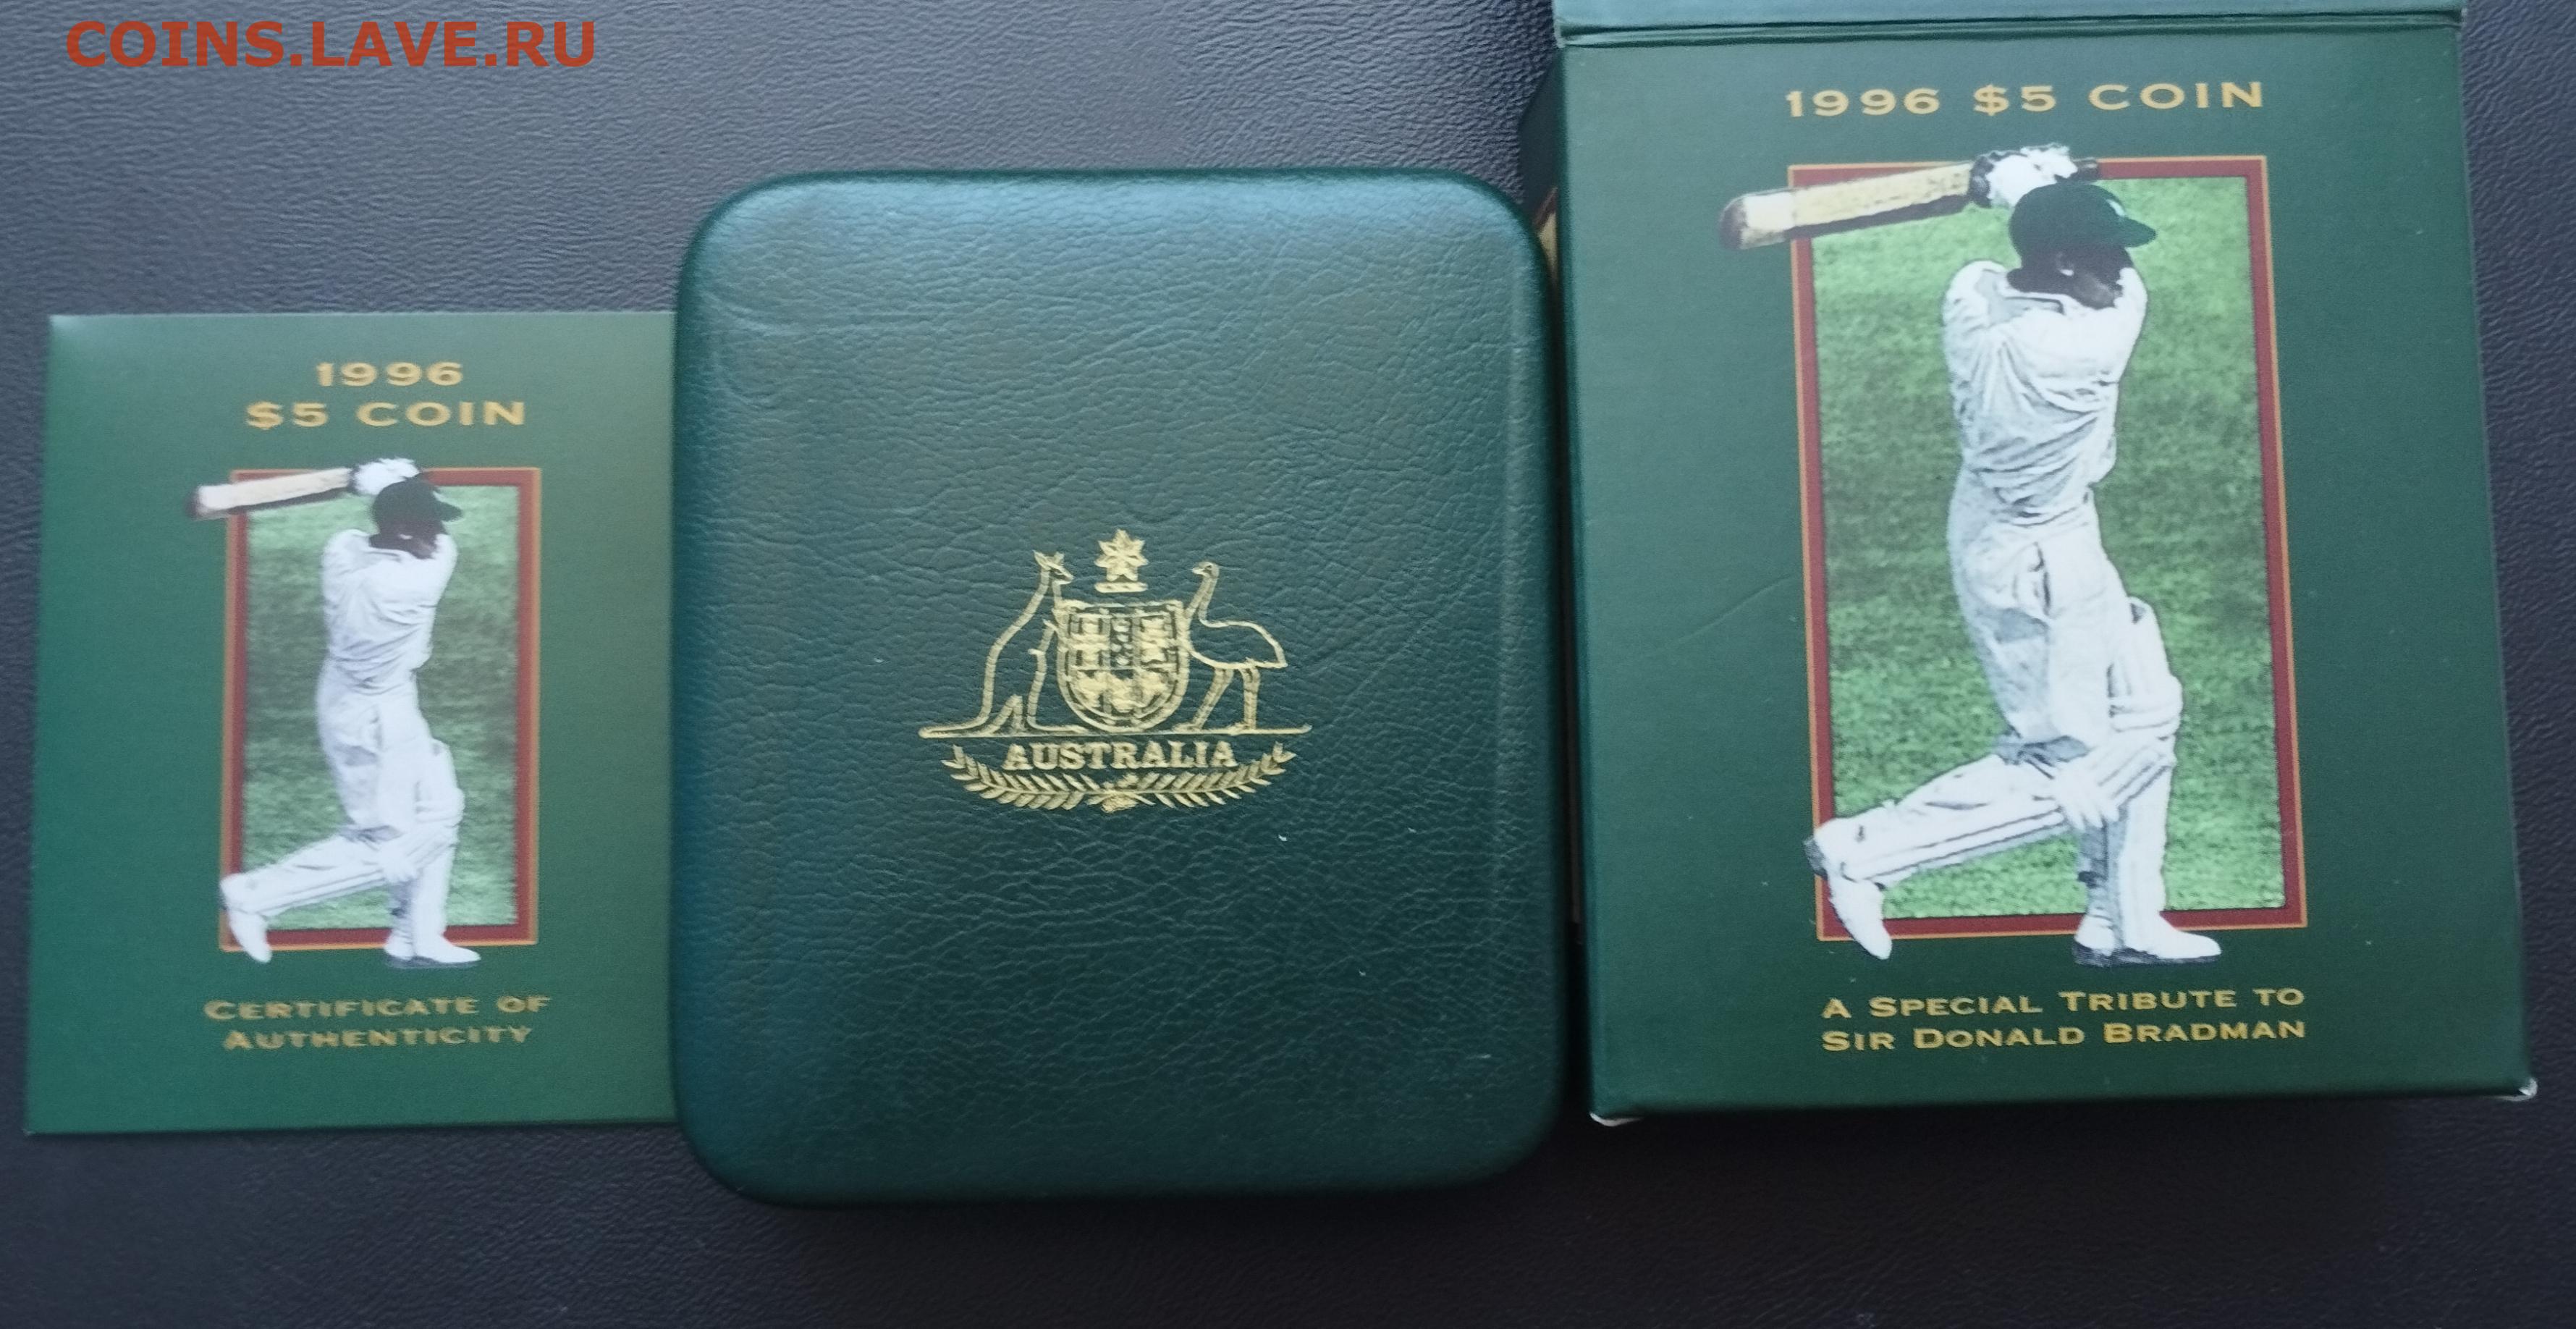 COINS.LAVE.RU
1996
$5 COIN
CERTIFICATE OF
AUTHENTICITY
AUSTRALIA
1996 $5 COIN
A SPECIAL TRIBUTE TO
SIR DONALD BRADMAN